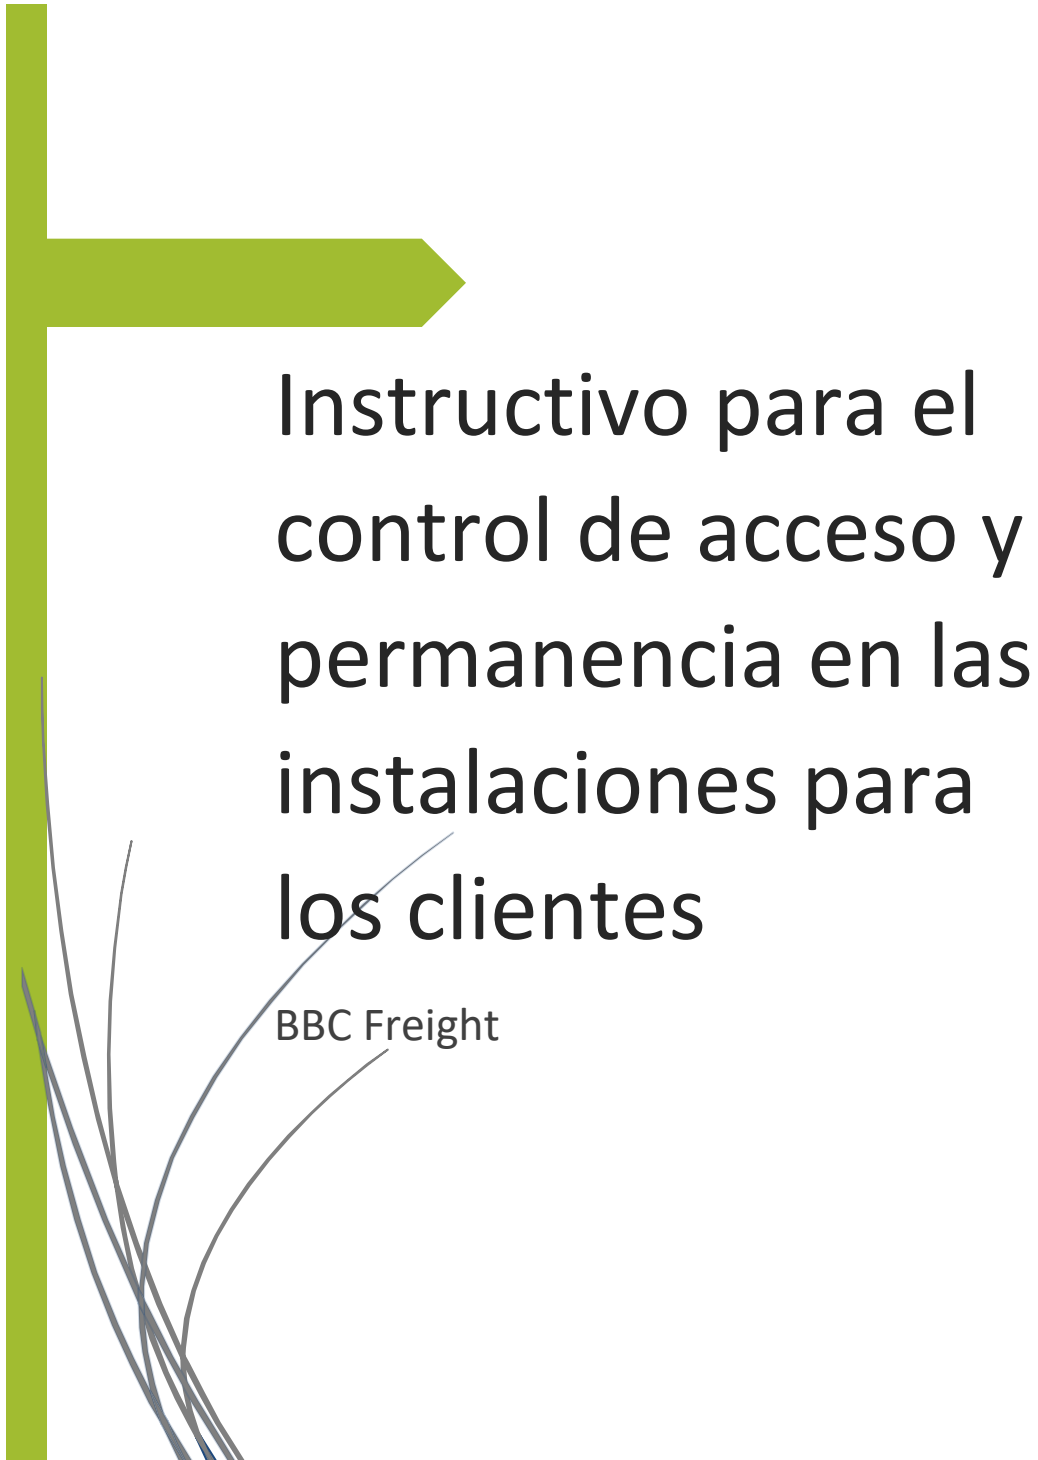 Instructivo para el
control de acceso y
permanencia en las
instalaciones para
los clientes
BBC Freight